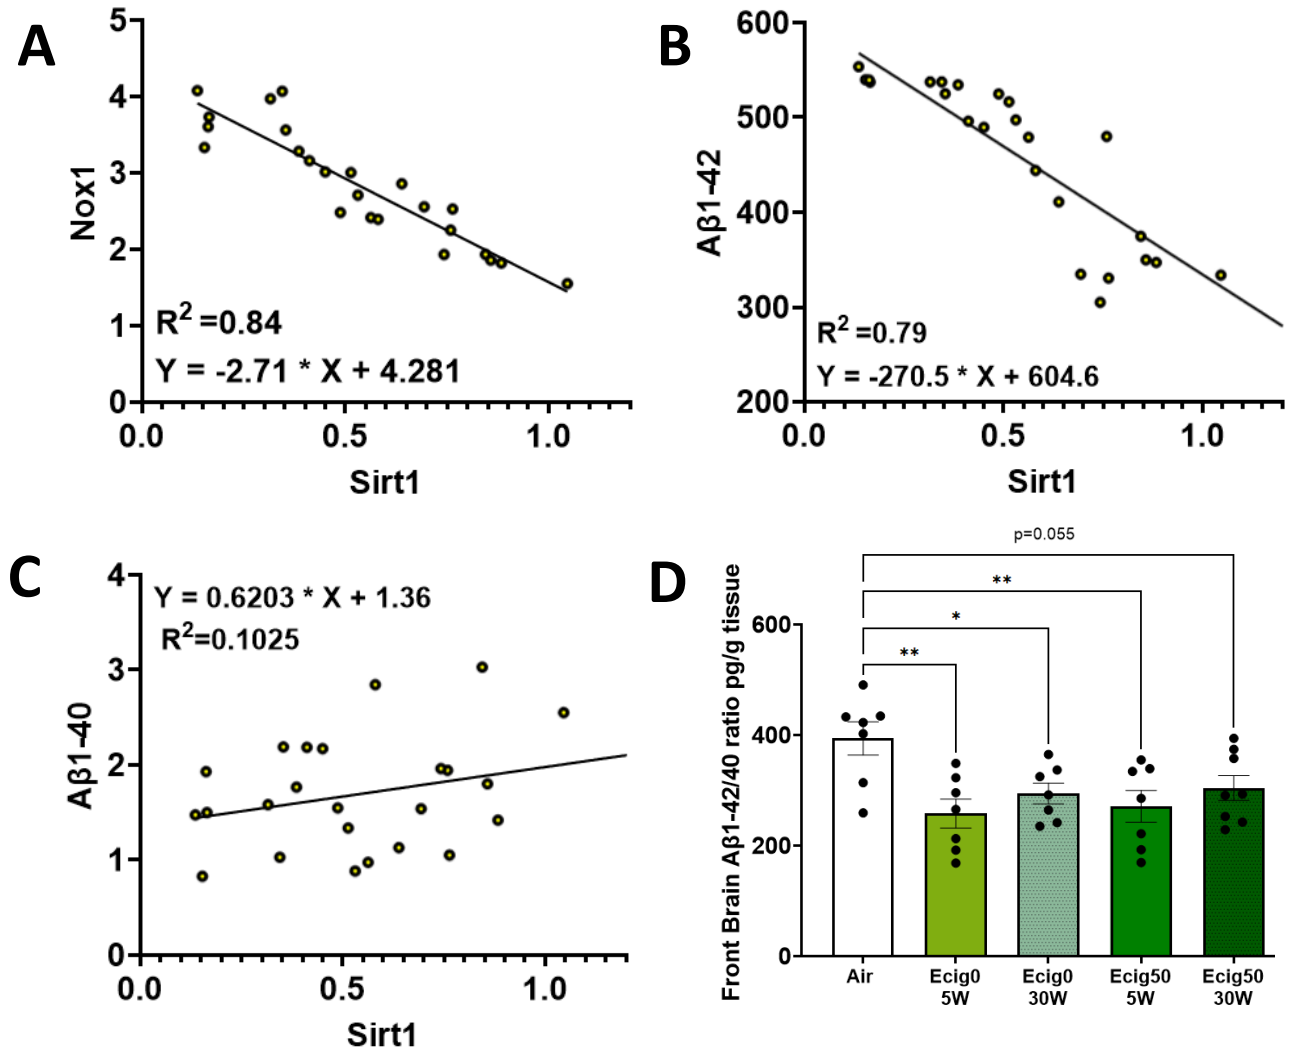 A
5
4
3
2
1
0
Nox1
R2 =0.84
Y = -2.71 * X + 4.281
0.0 0.5 1.0
Sirt1
B
600
500
400
300
200
Aβ1-42
R2 =0.79
Y = -270.5 * X + 604.6
0.0 0.5 1.0
Sirt1
C
4
3
2
1
0
Aβ1-40
Y = 0.6203 * X + 1.36
R2=0.1025
0.0 0.5 1.0
Sirt1
D
p=0.055
**
*
**
600
400
200
0
Front Brain Aβ1-42/40 ratio pg/g tissue
Air Ecig0 Ecig0 Ecig50 Ecig50
5W 30W 5W 30W